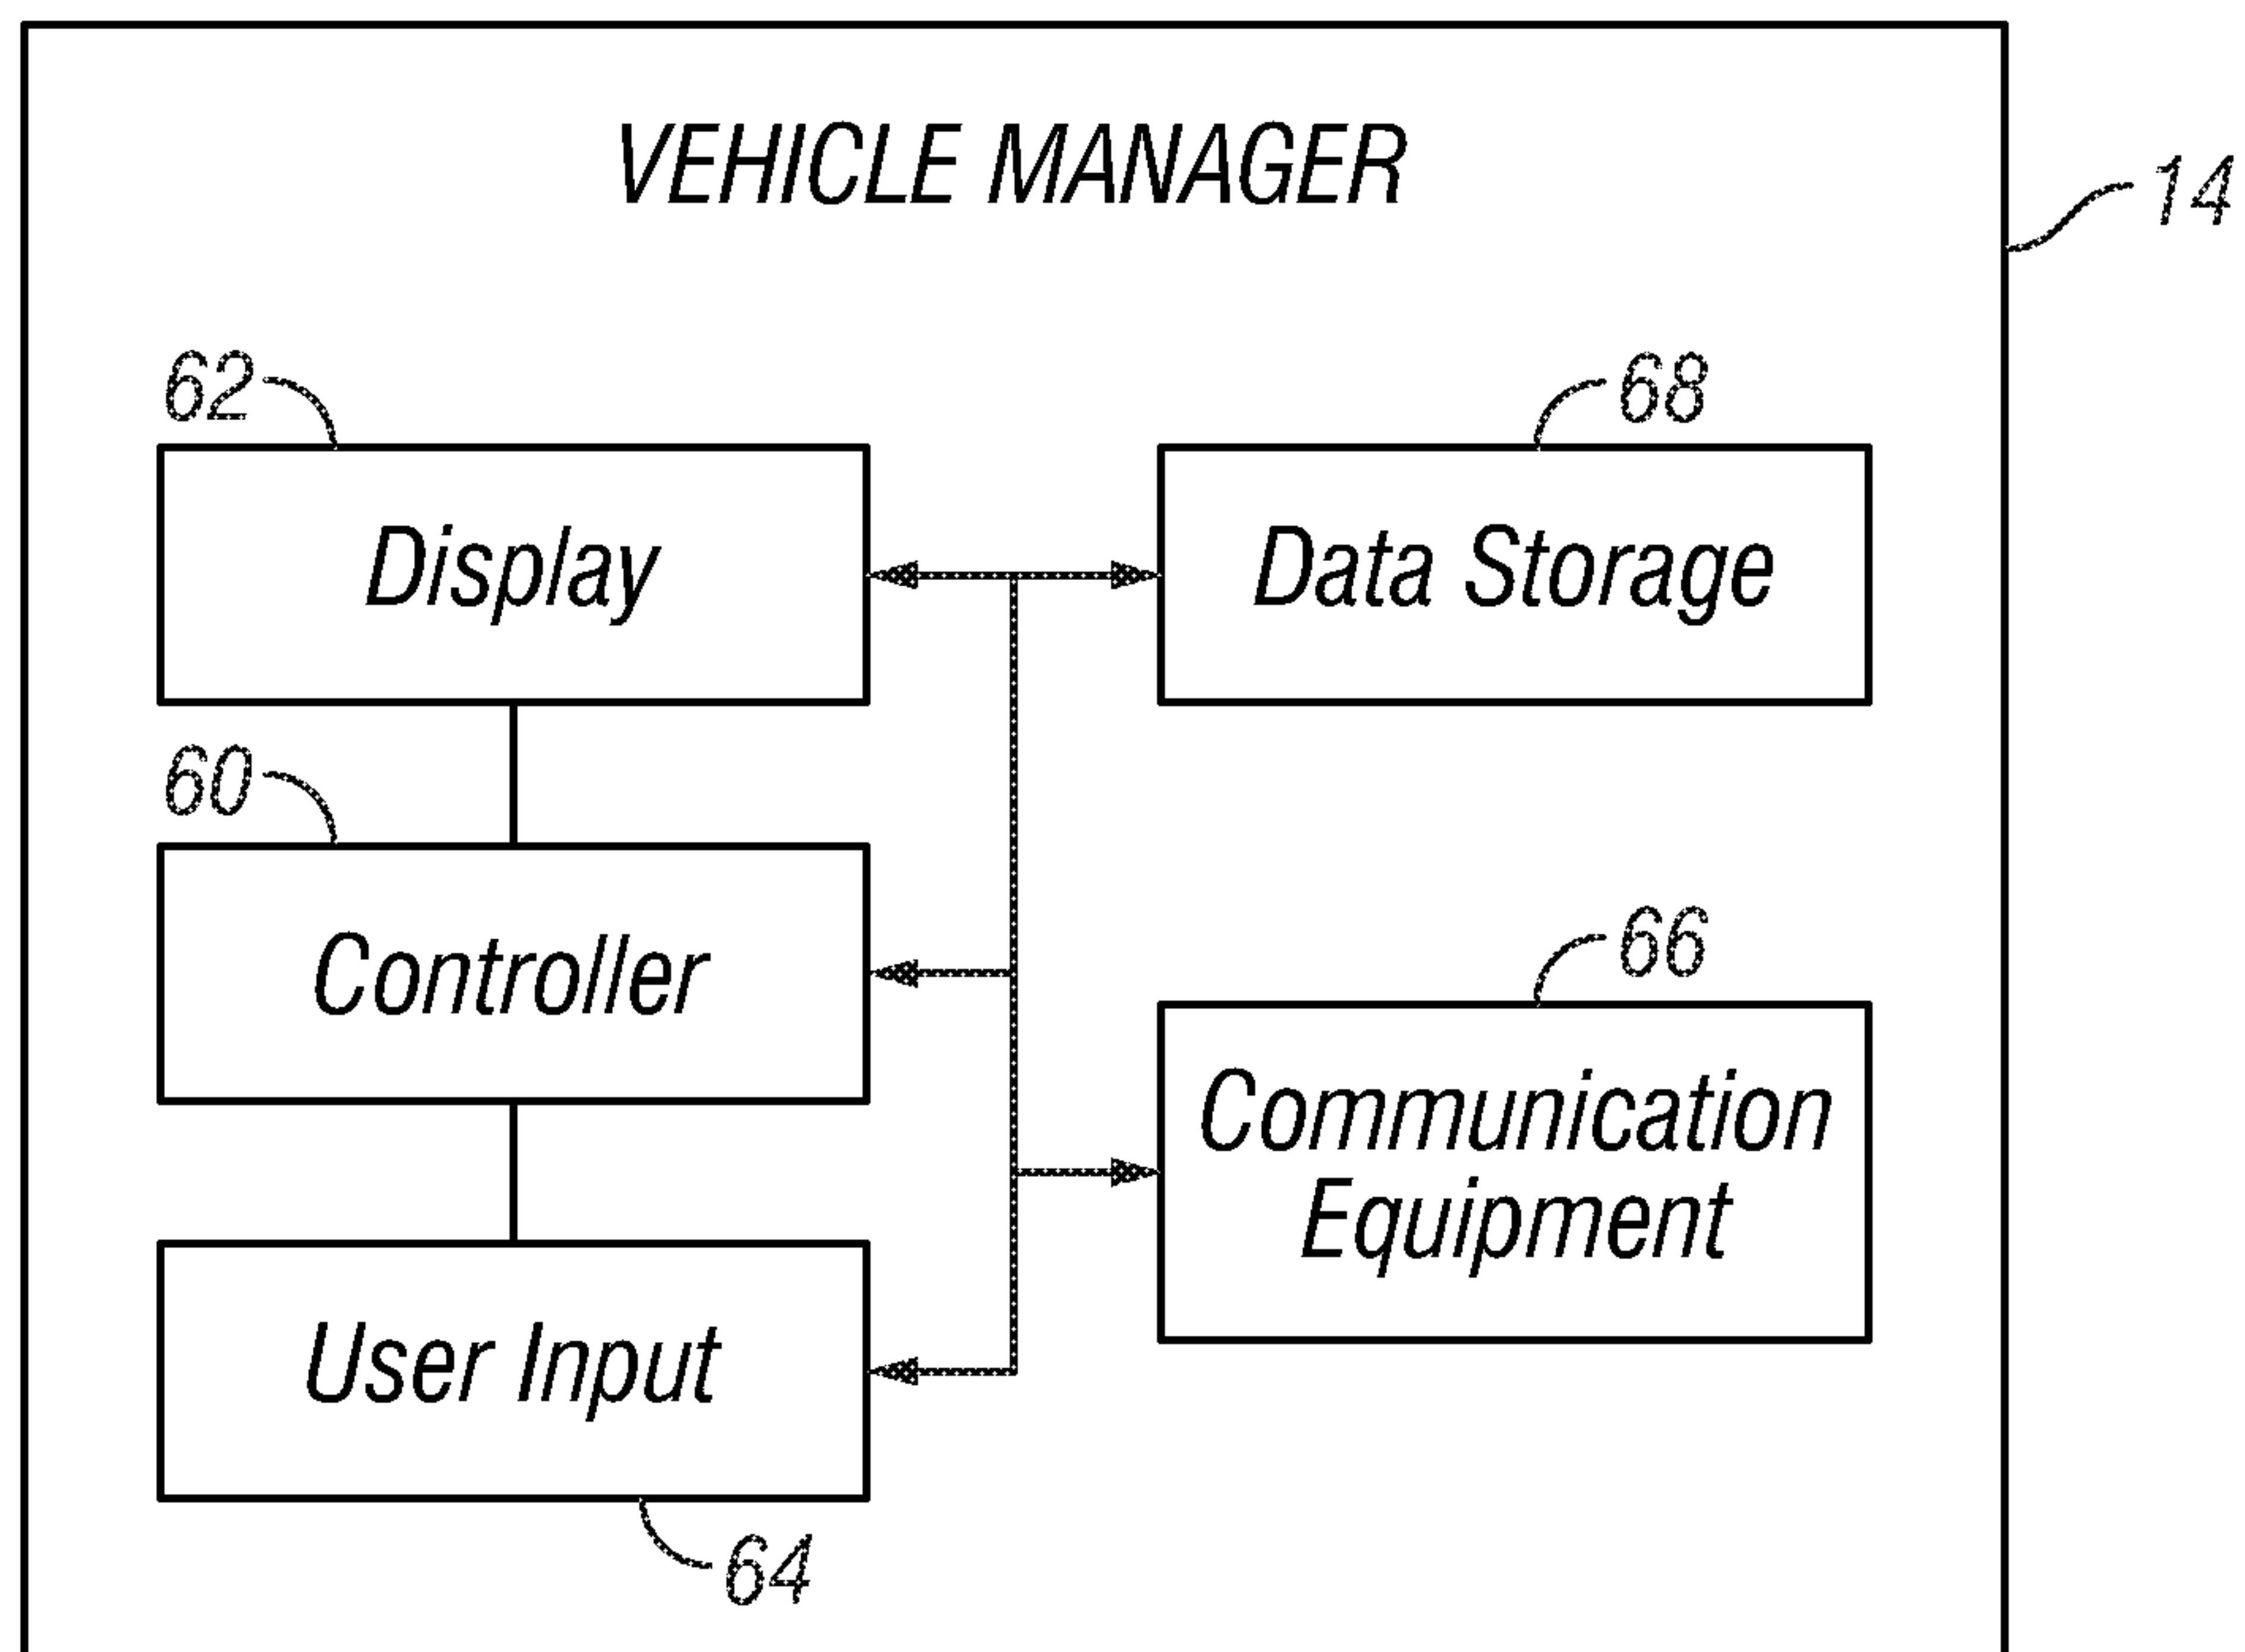 VEHICLE MANAGER
14
62
68
Display
Data Storage
60
Controller
66
Communication
Equipment
User Input
64